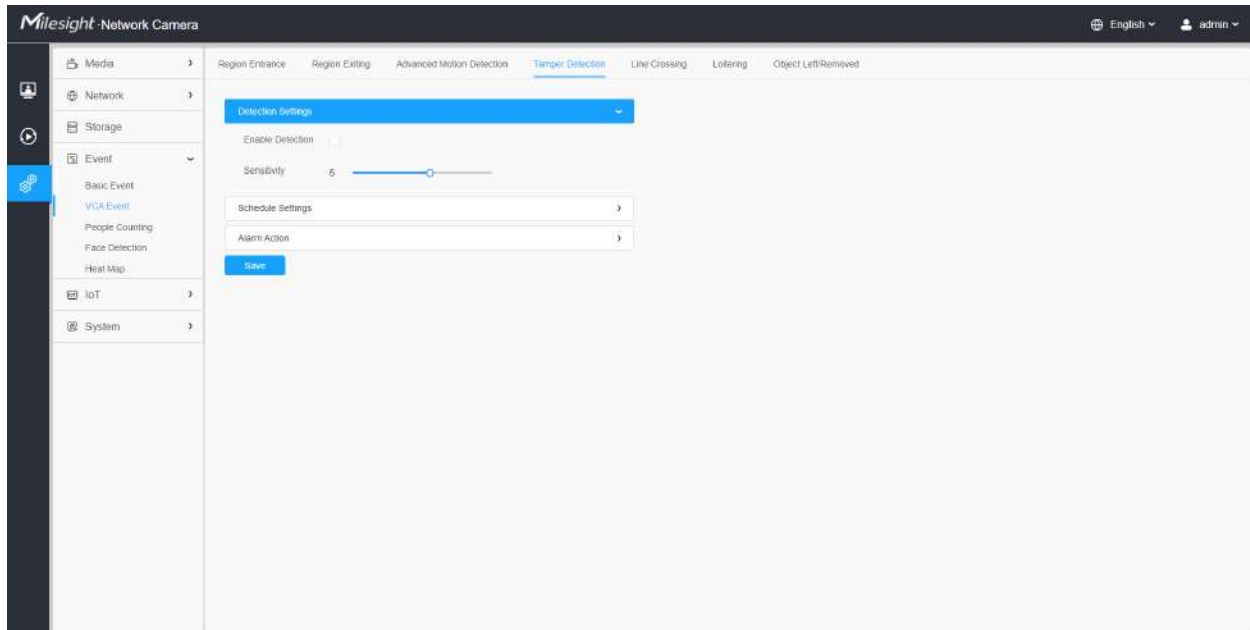 Milesight-Network Camera
English
admin
Media
Network
Storage
Event
Basic Event
VCA Event
People Counting
Face Detection
Heat Map
IoT
System
Region Entrance Region Exiting Advanced Motion Detection Tamper Detection Line Crossing Loitering Object Left/Removed
Detection Settings
Enable Detection
Sensitivity 6
Schedule Settings
Alarm Action
Save